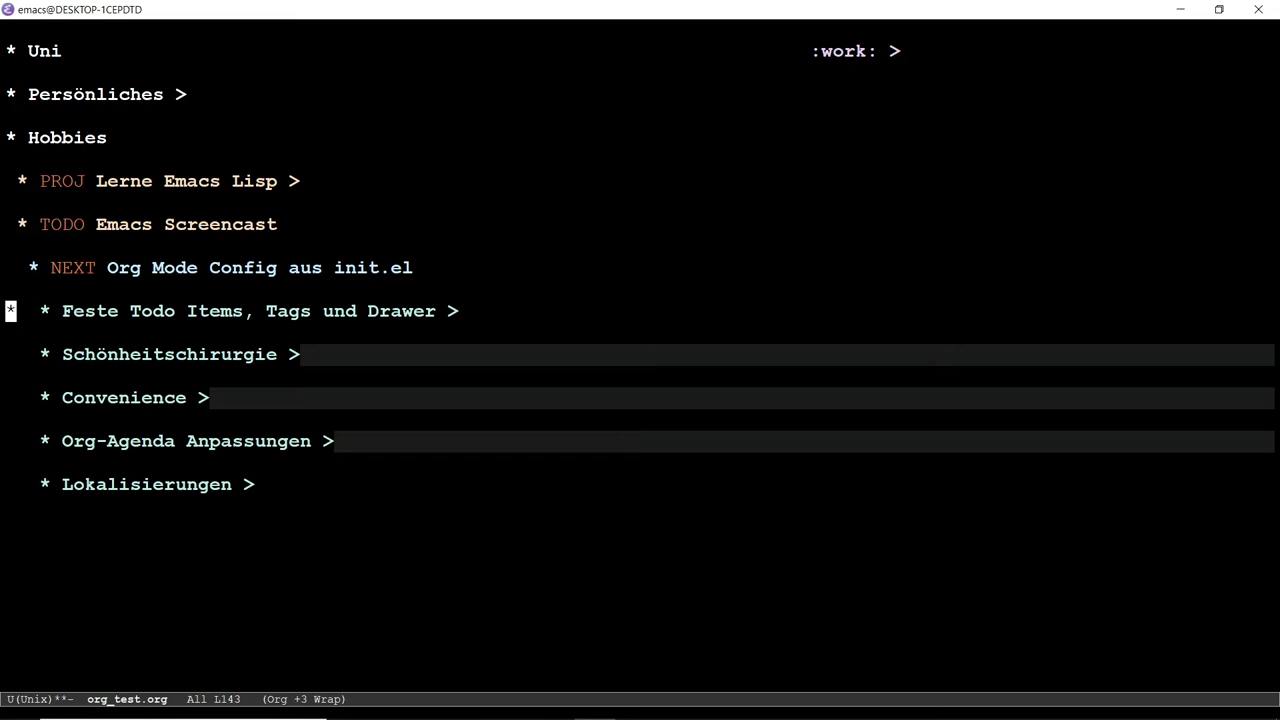 emacs@DESKTOP-1CEPDTD
* Uni :work: >
* Persönliches >
* Hobbies
* PROJ Lerne Emacs Lisp >
* TODO Emacs Screencast
* NEXT Org Mode Config aus init.el
* * Feste Todo Items, Tags und Drawer >
* Schönheitschirurgie >
* Convenience >
* Org-Agenda Anpassungen >
* Lokalisierungen >
U(Unix)**- org_test.org All L143 (Org +3 Wrap)